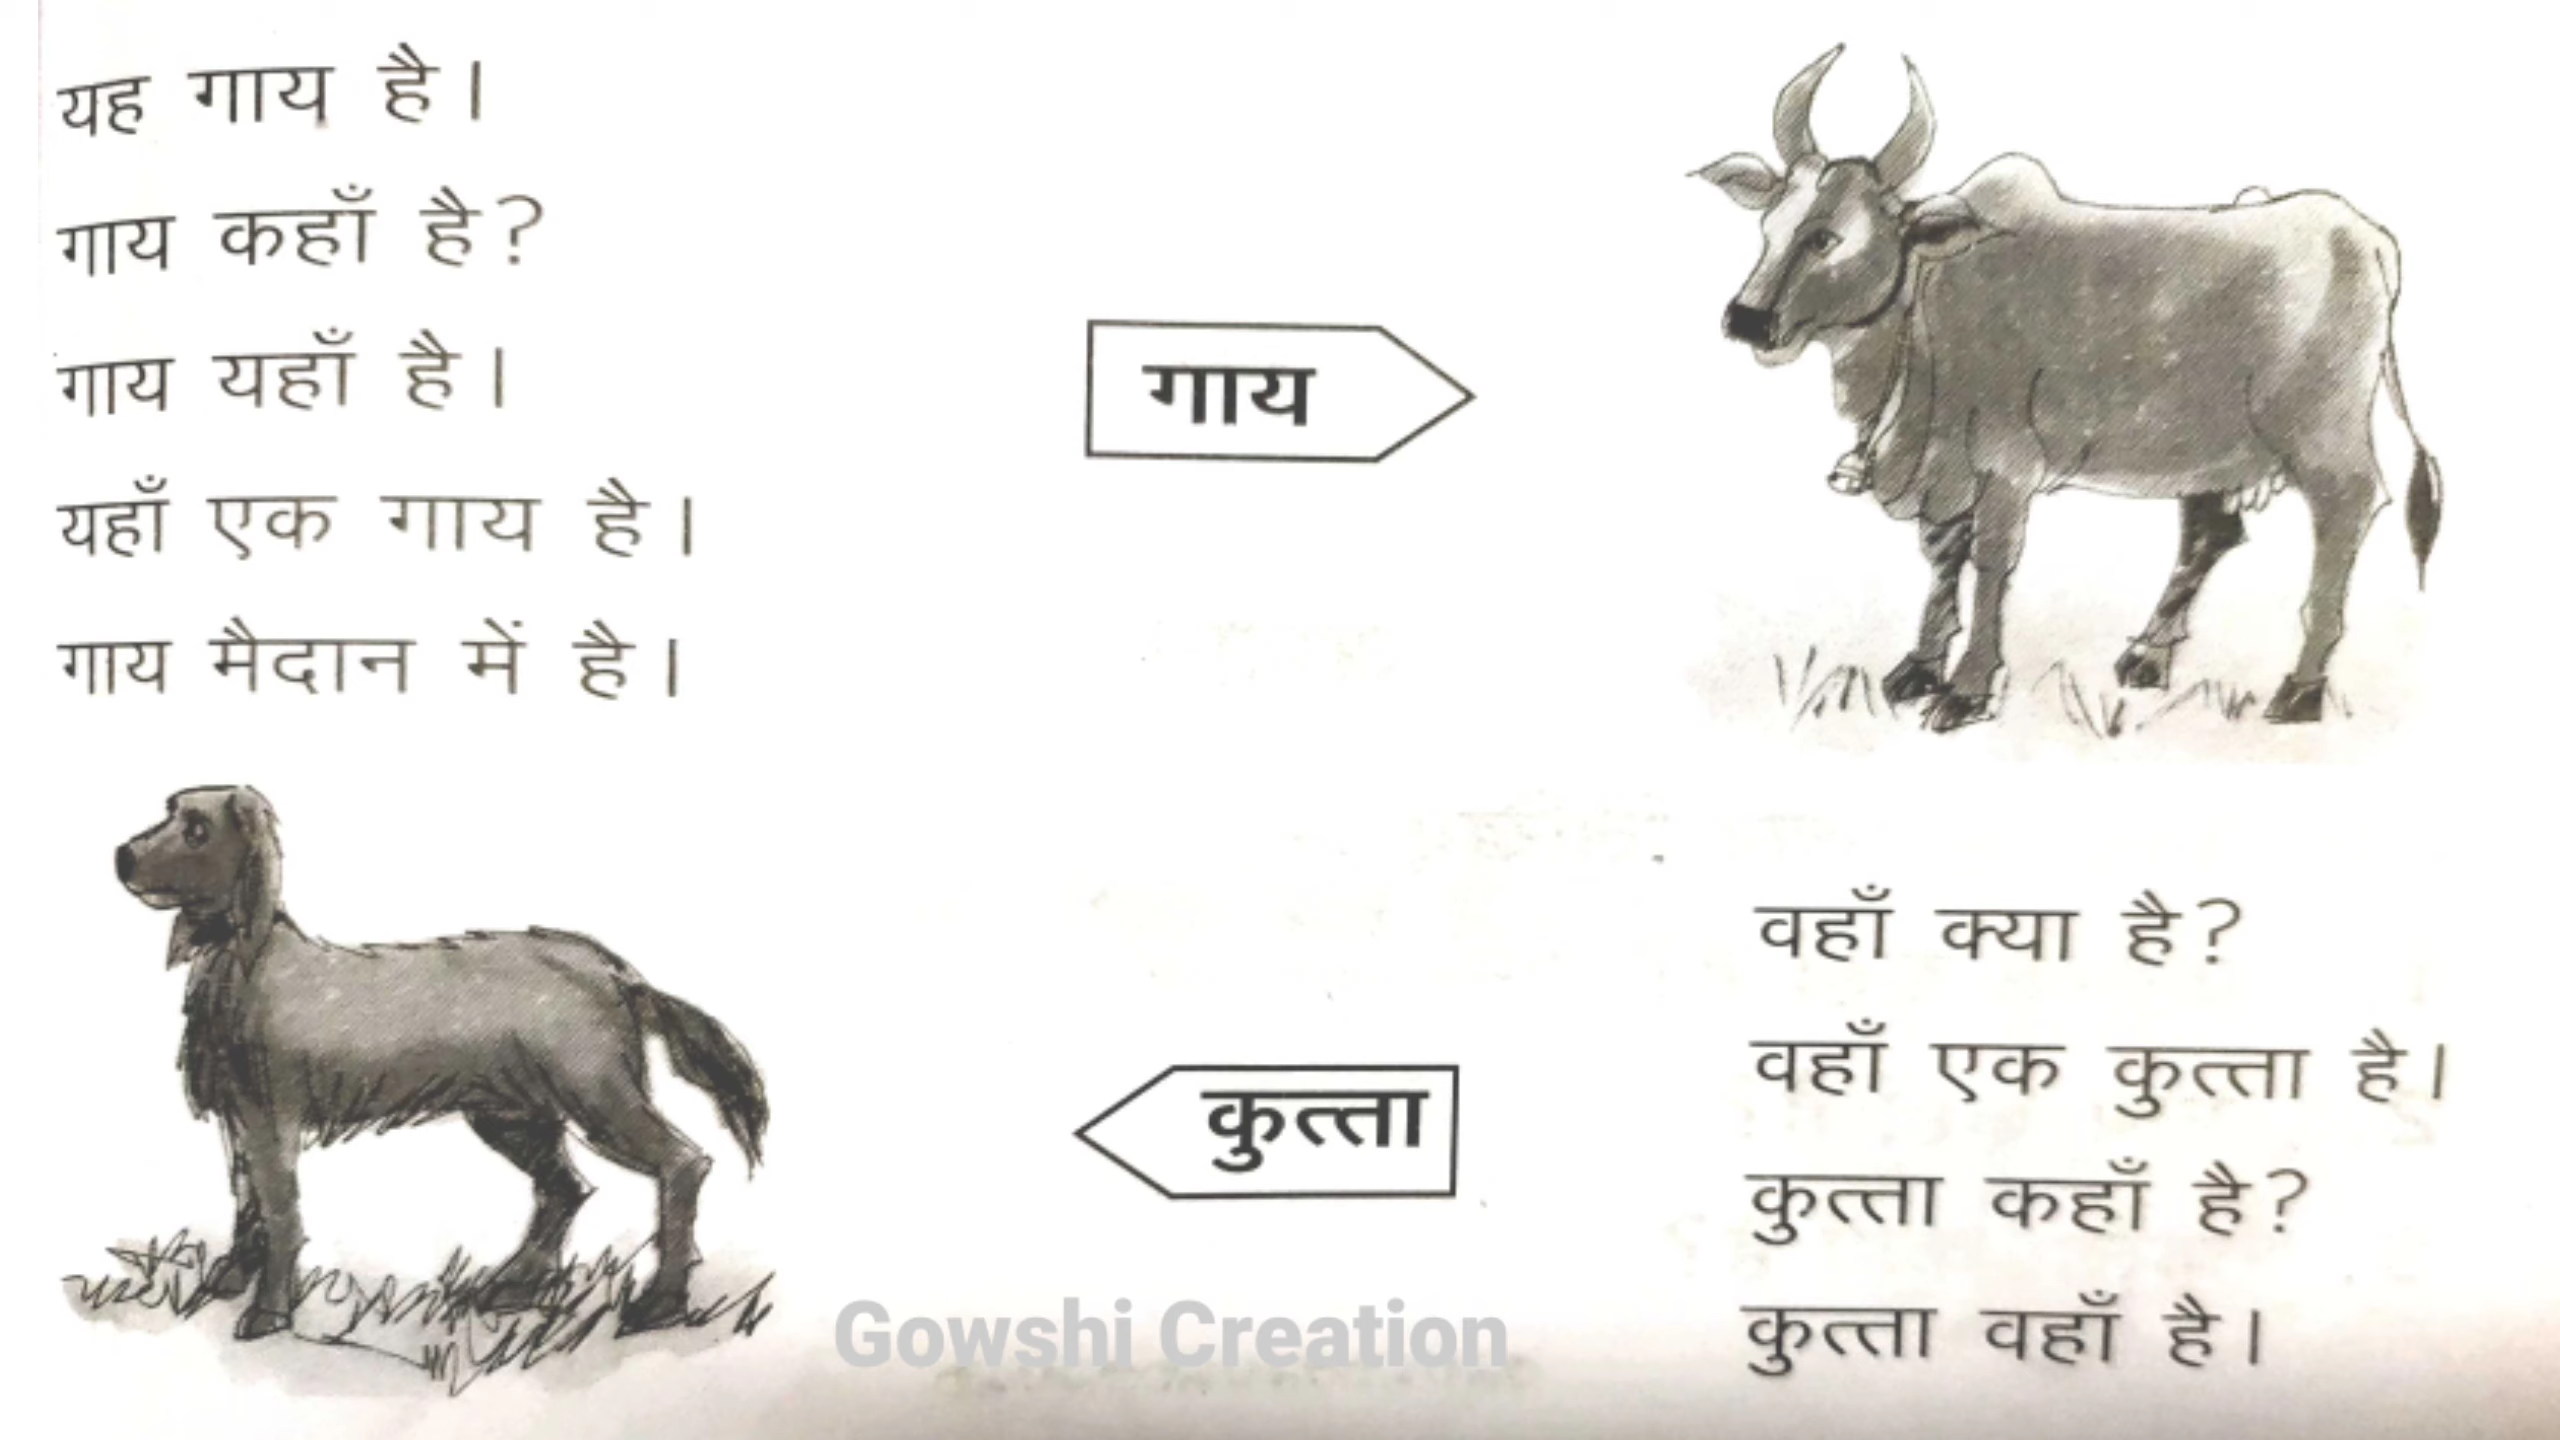 यह गाय है।
गाय कहाँ है?
गाय यहाँ है।
यहाँ एक गाय है।
गाय मैदान में है।
गाय
कुत्ता
वहाँ क्या है?
वहाँ एक कुत्ता है।
कुत्ता कहाँ है?
कुत्ता वहाँ है।
Gowshi Creation